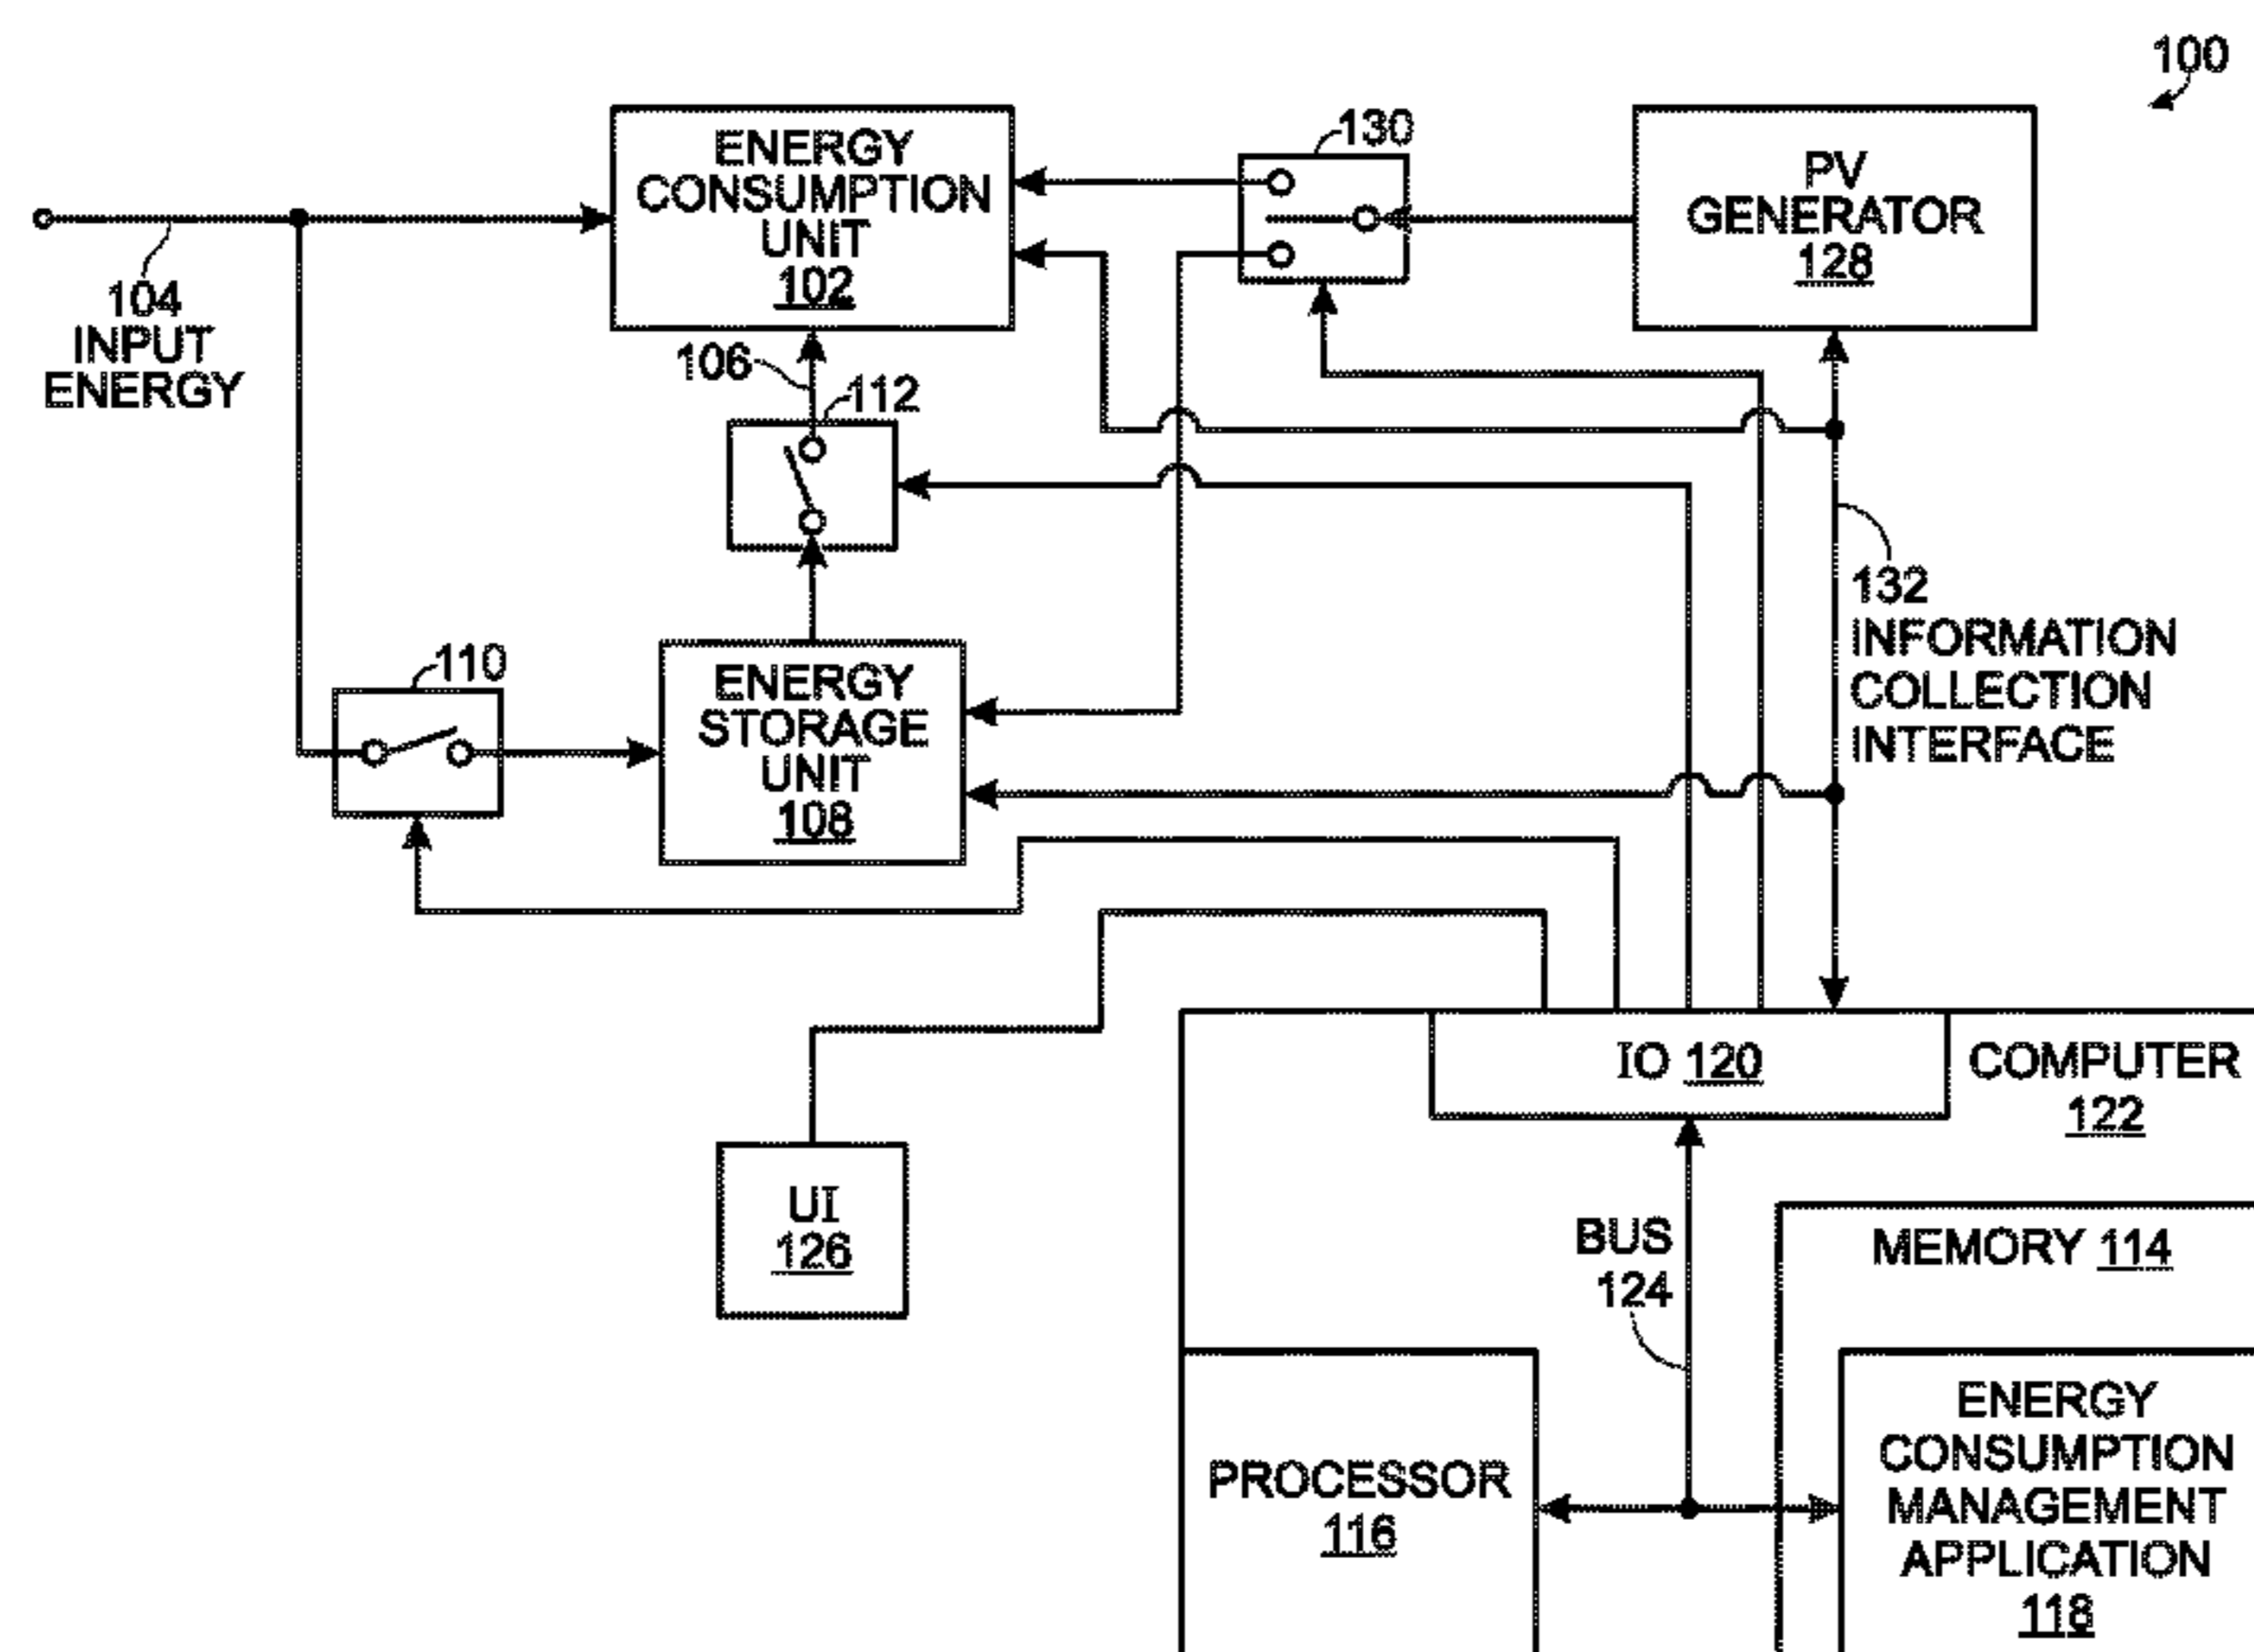 100
130
ENERGY
CONSUMPTION
UNIT
102
PV
GENERATOR
128
104
INPUT
ENERGY
106
112
132
INFORMATION
COLLECTION
INTERFACE
110
ENERGY
STORAGE
UNIT
108
IO 120
COMPUTER
122
UI
126
BUS
124
MEMORY 114
PROCESSOR
116
ENERGY
CONSUMPTION
MANAGEMENT
APPLICATION
118